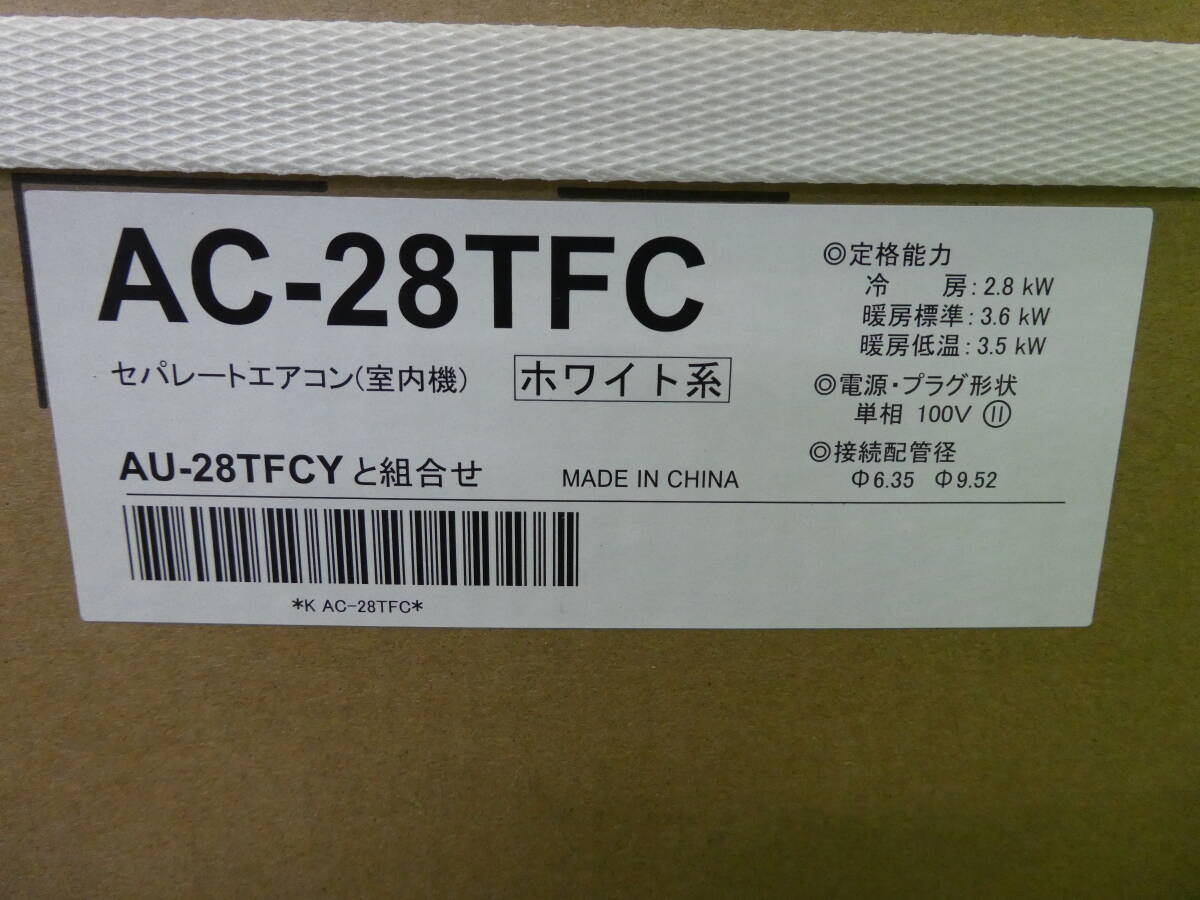 AC-28TFC
セパレートエアコン(室内機) ホワイト系
AU-28TFCYと組合せ MADE IN CHINA
*K AC-28TFC*
◎定格能力
冷　房:2.8 kW
暖房標準:3.6 kW
暖房低温:3.5 kW
◎電源・プラグ形状
単相 100V
◎接続配管径
Φ6.35 Φ9.52